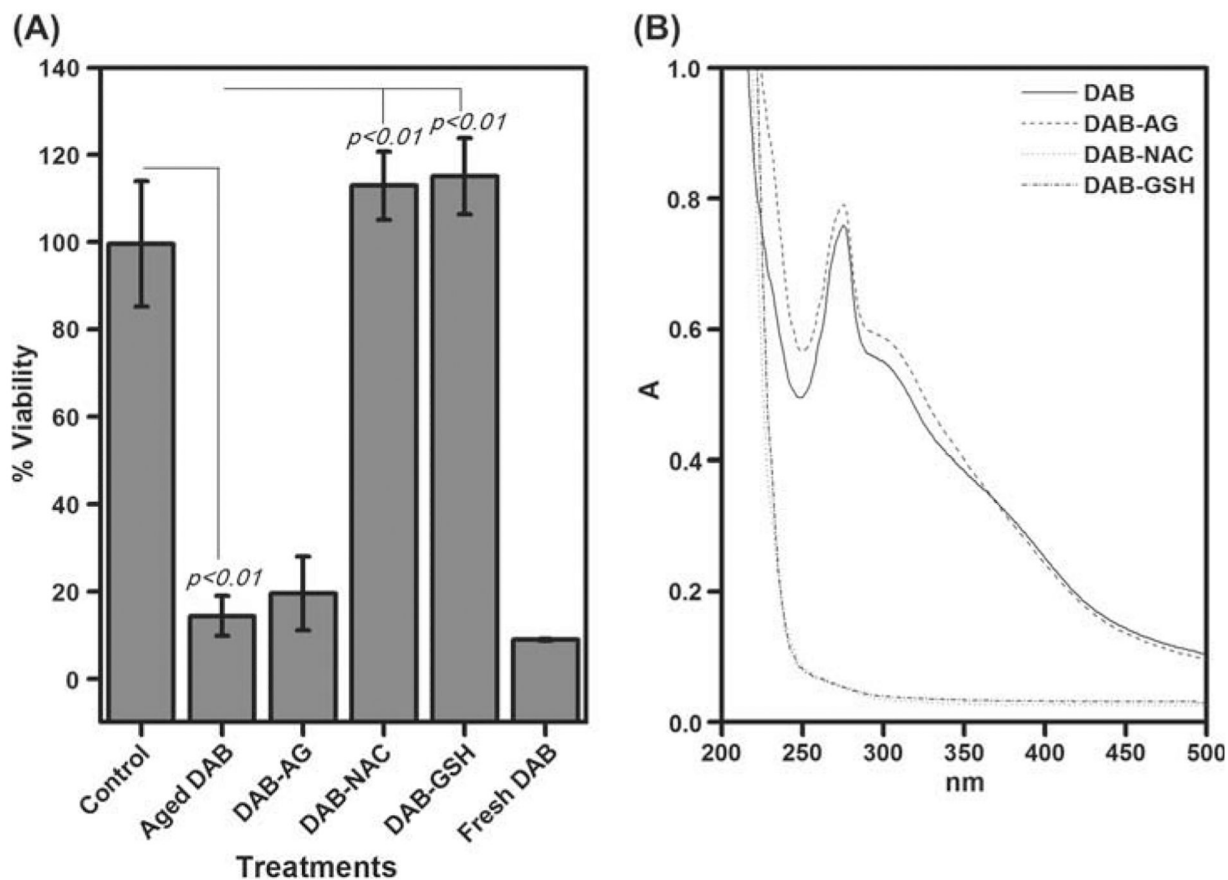 (A)
140
120
100
80
60
40
20
0
% Viability
p<0.01
p<0.01
p<0.01
Control
Aged DAB
DAB-AG
DAB-NAC
DAB-GSH
Fresh DAB
Treatments
(B)
1.0
0.8
0.6
0.4
0.2
0.0
A
DAB
DAB-AG
DAB-NAC
DAB-GSH
200 250 300 350 400 450 500
nm